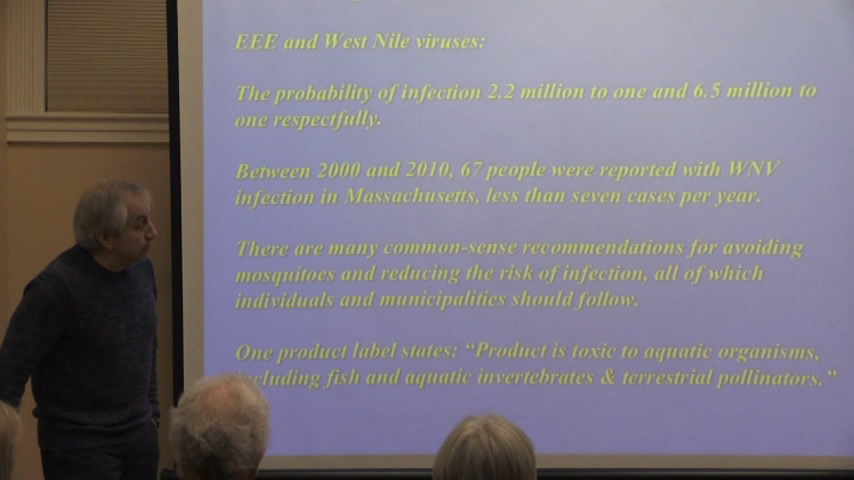 EEE and West Nile viruses:
The probability of infection 2.2 million to one and 6.5 million to
one respectfully.
Between 2000 and 2010, 67 people were reported with WNV
infection in Massachusetts, less than seven cases per year.
There are many common-sense recommendations for avoiding
mosquitoes and reducing the risk of infection, all of which
individuals and municipalities should follow.
One product label states: “Product is toxic to aquatic organisms,
including fish and aquatic invertebrates & terrestrial pollinators.”